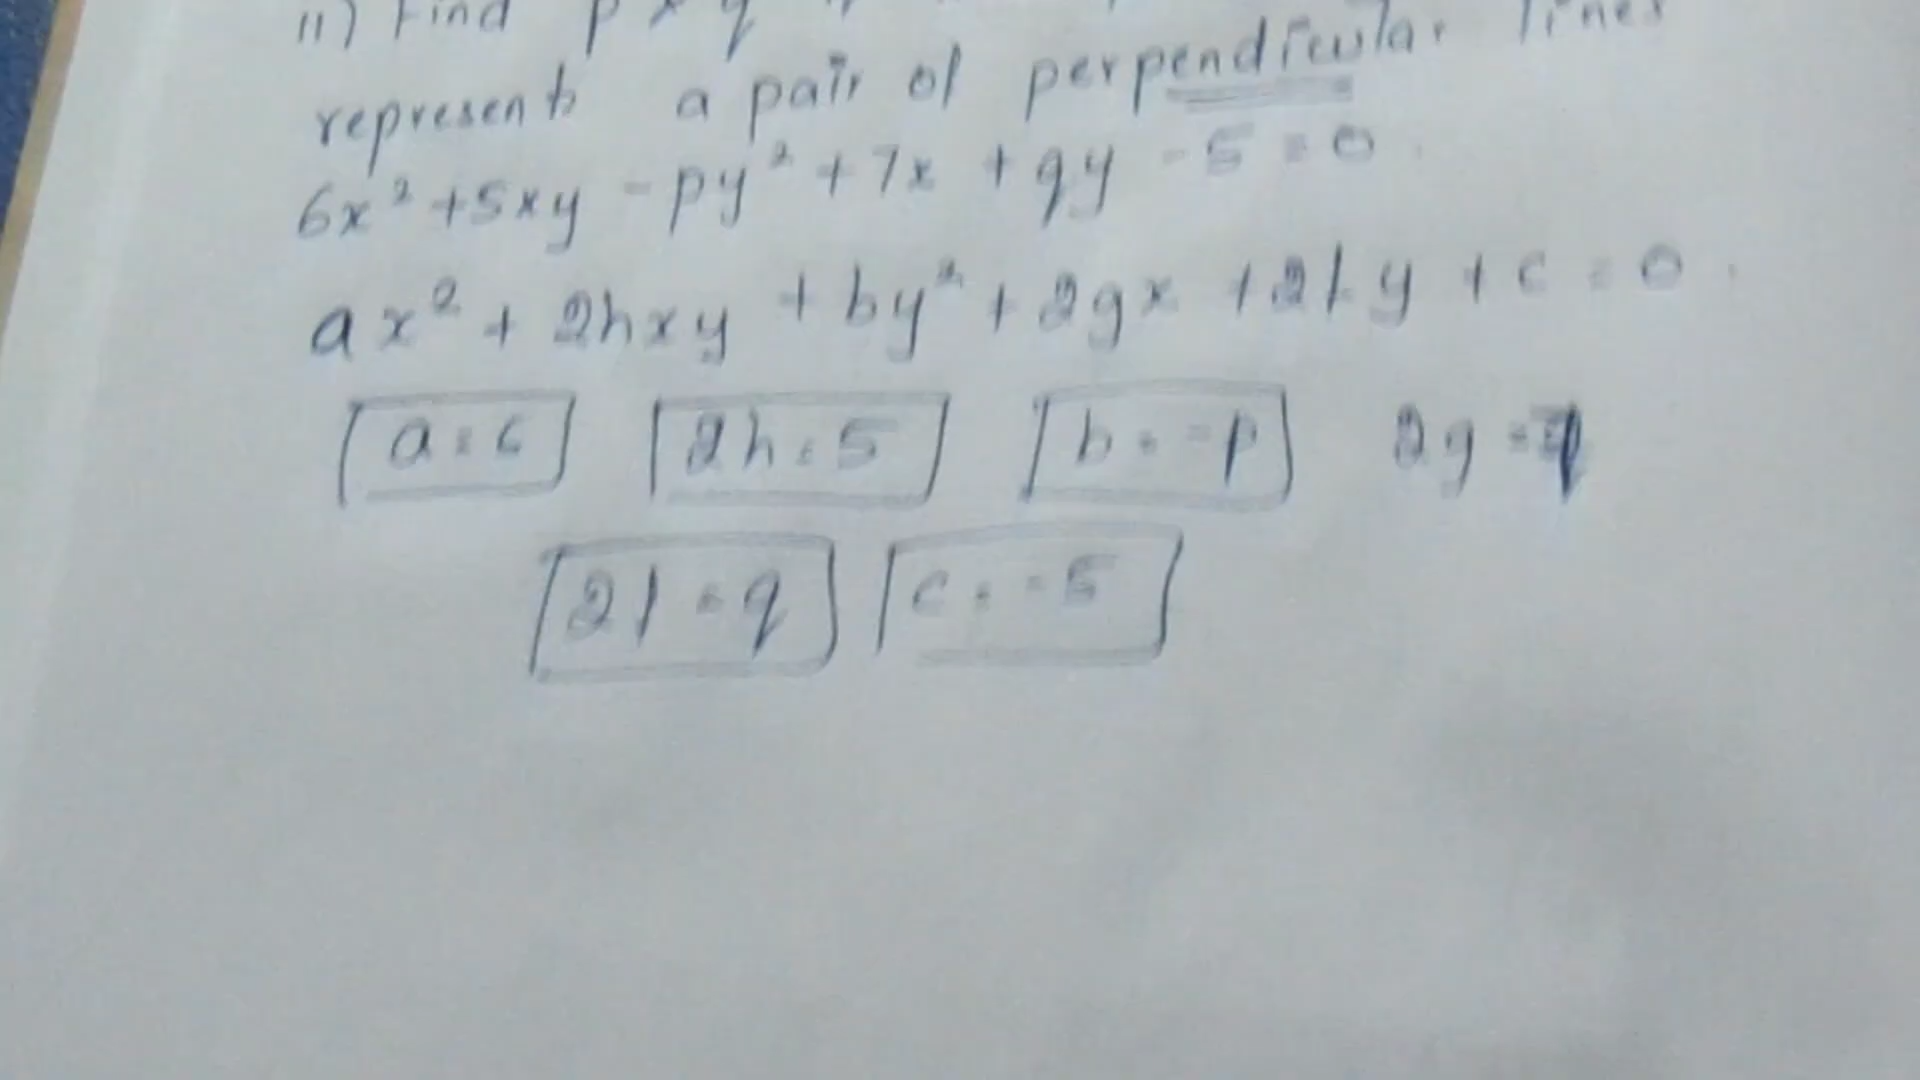 11) Find p & q
represents a pair of perpendicular lines
6x² + 5xy - py² + 7x + qy - 5 = 0.
ax² + 2hxy + by² + 2gx + 2fy + c = 0.
a = 6 2h = 5 b = -p 2g = 7
2f = q c = -5